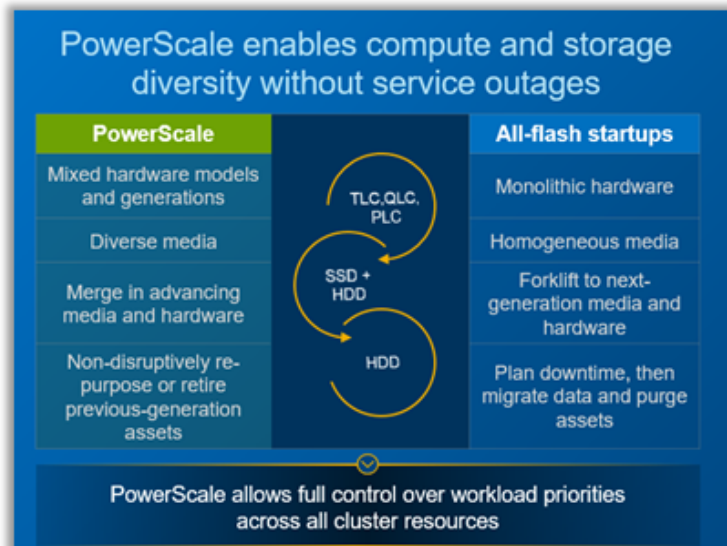 PowerScale enables compute and storage
diversity without service outages
PowerScale
Mixed hardware models
and generations
Diverse media
Merge in advancing
media and hardware
Non-disruptively re-
purpose or retire
previous-generation
assets
TLC,QLC,
PLC
SSD +
HDD
HDD
All-flash startups
Monolithic hardware
Homogeneous media
Forklift to next-
generation media and
hardware
Plan downtime, then
migrate data and purge
assets
PowerScale allows full control over workload priorities
across all cluster resources